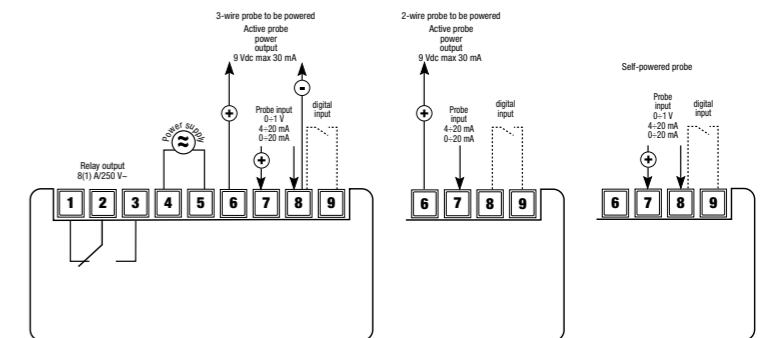 3-wire probe to be powered
Active probe
power
output
9 Vdc max 30 mA
+
-
Probe input
0÷1 V
4÷20 mA
0÷20 mA
+
digital
input
Power supply
Relay output
8(1) A/250 V~
1 2 3 4 5 6 7 8 9
2-wire probe to be powered
Active probe
power
output
9 Vdc max 30 mA
+
Probe
input
4÷20 mA
0÷20 mA
digital
input
6 7 8 9
Self-powered probe
Probe
input
0÷1 V
4÷20 mA
0÷20 mA
+
digital
input
6 7 8 9